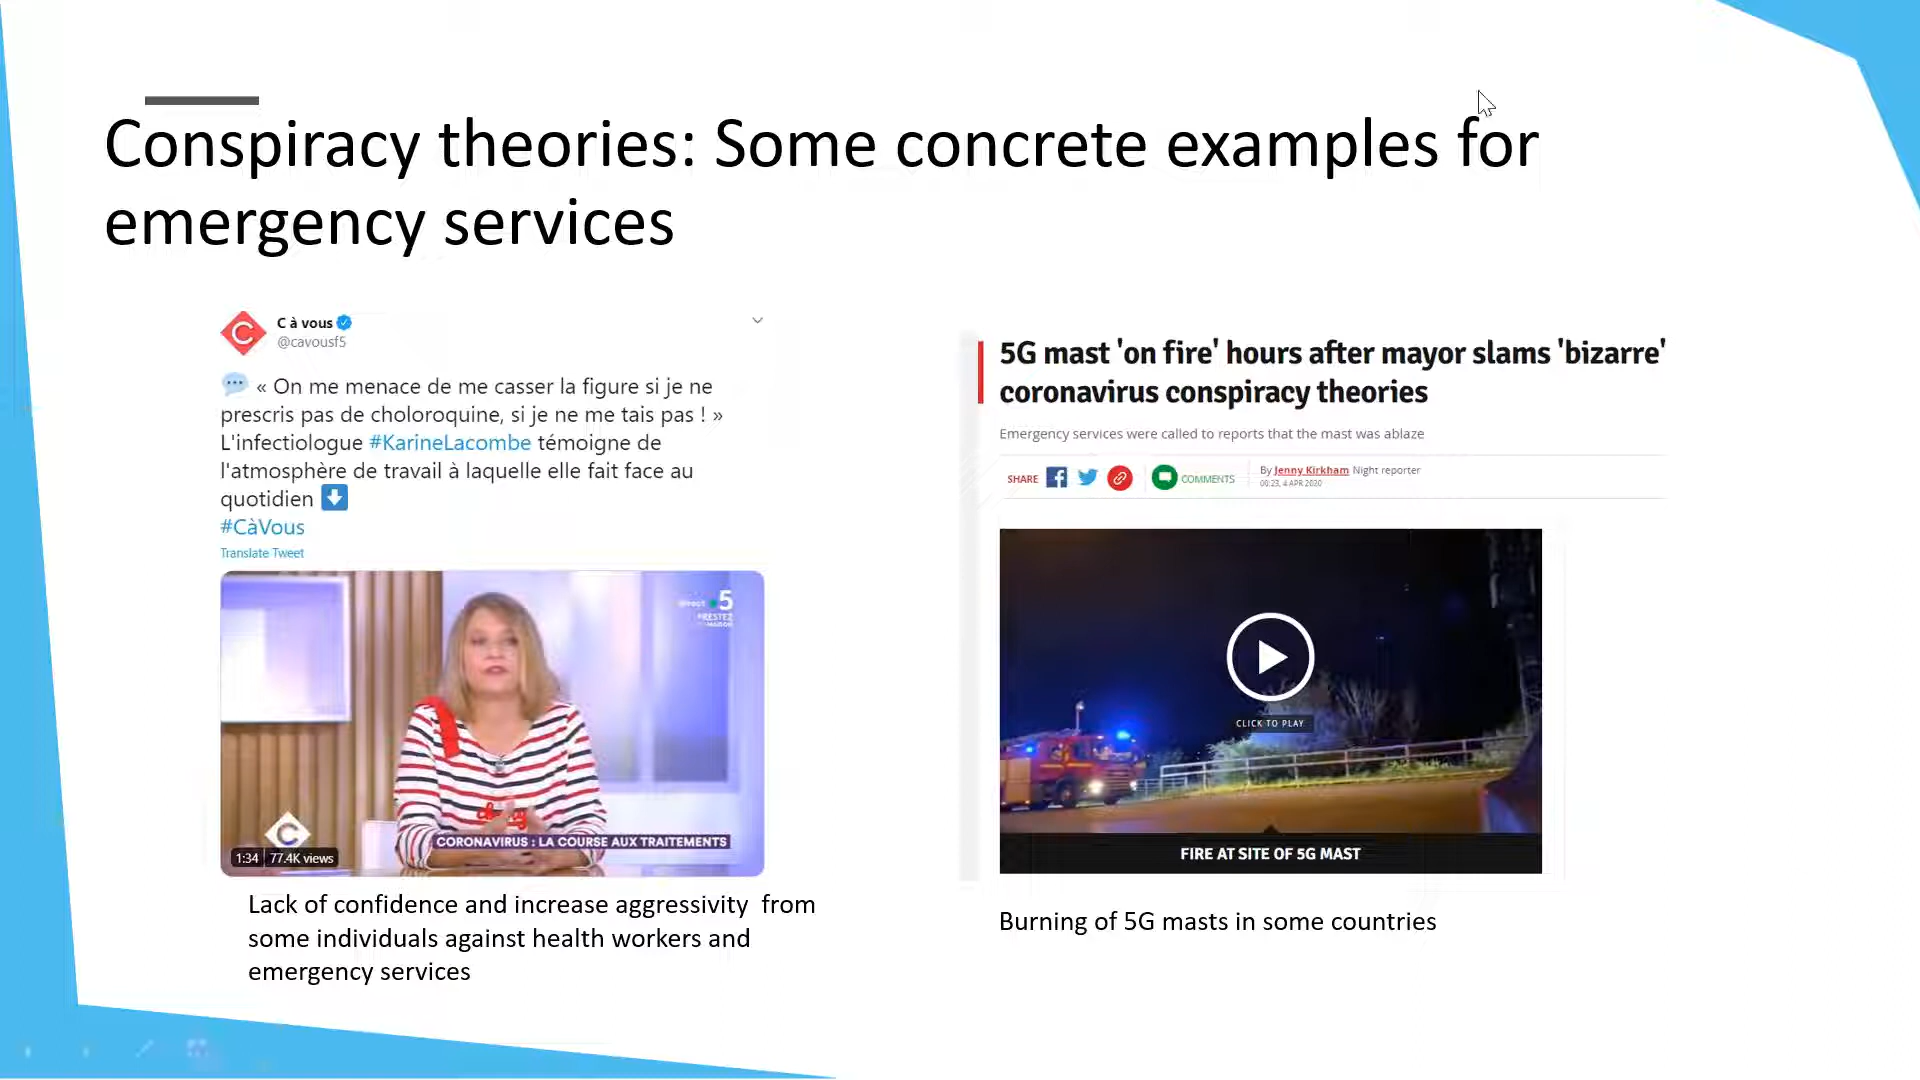 Conspiracy theories: Some concrete examples for
emergency services
C à vous
@cavousf5
« On me menace de me casser la figure si je ne
prescris pas de choloroquine, si je ne me tais pas ! »
L'infectiologue #KarineLacombe témoigne de
l'atmosphère de travail à laquelle elle fait face au
quotidien
#CàVous
Translate Tweet
direct 5
#RESTEZ
MAISON
CORONAVIRUS : LA COURSE AUX TRAITEMENTS
1:34 77.4K views
Lack of confidence and increase aggressivity from
some individuals against health workers and
emergency services
5G mast 'on fire' hours after mayor slams 'bizarre'
coronavirus conspiracy theories
Emergency services were called to reports that the mast was ablaze
SHARE COMMENTS
By Jenny Kirkham Night reporter
00:23, 4 APR 2020
CLICK TO PLAY
FIRE AT SITE OF 5G MAST
Burning of 5G masts in some countries